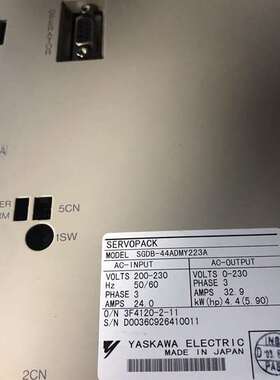 OPERATOR
A
ER
RM
5CN
1SW
2CN
SERVOPACK
MODEL SGDB-44ADMY223A
AC-INPUT AC-OUTPUT
VOLTS 200-230 VOLTS 0-230
Hz 50/60 PHASE 3
PHASE 3 AMPS 32.9
AMPS 24.0 kW(hp) 4.4(5.90)
O/N 3F4120-2-11
S/N D0036C926410011
YASKAWA ELECTRIC
MADE IN JAPAN